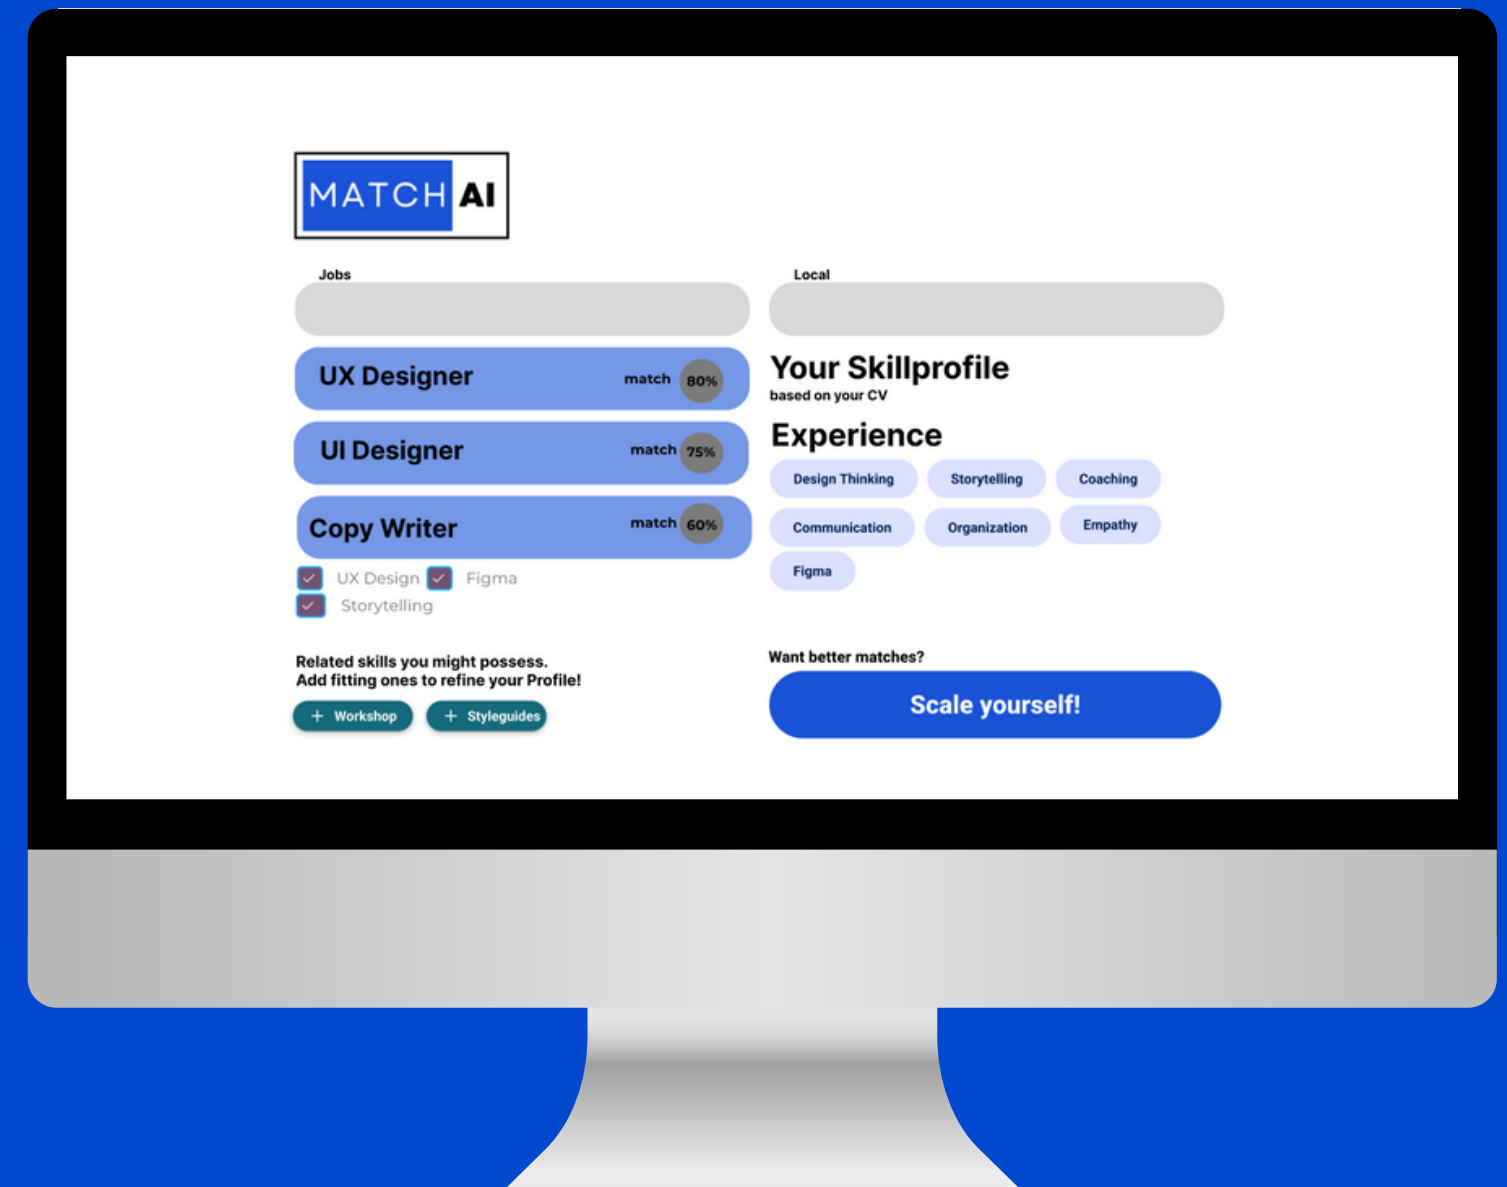 MATCH AI
Jobs
Local
UX Designer match 80%
UI Designer match 75%
Copy Writer match 60%
UX Design Figma
Storytelling
Related skills you might possess.
Add fitting ones to refine your Profile!
+ Workshop + Styleguides
Your Skillprofile
based on your CV
Experience
Design Thinking Storytelling Coaching
Communication Organization Empathy
Figma
Want better matches?
Scale yourself!